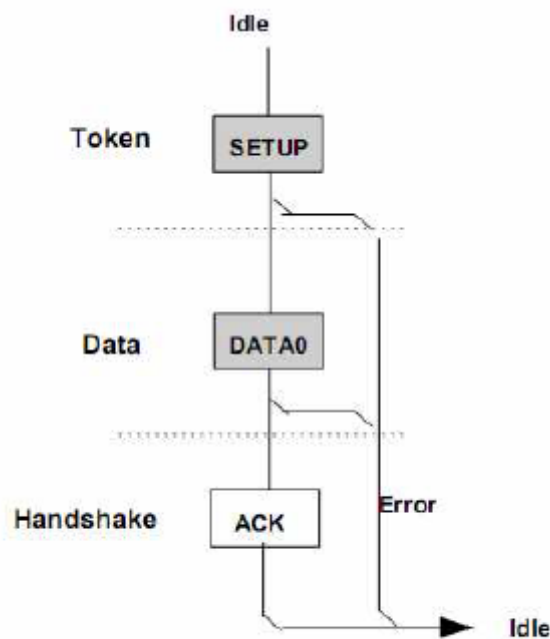 Idle
Token
SETUP
Data
DATA0
Handshake
ACK
Error
Idle